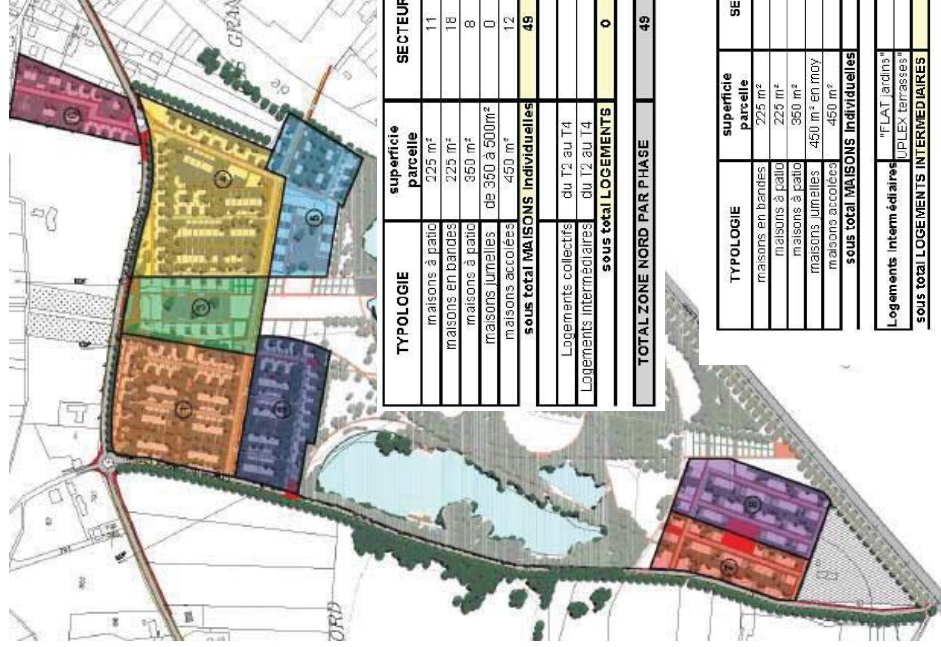 GRAN
ORD
TYPOLOGIE superficie parcelle SECTEUR
maisons à patio 225 m² 11
maisons en bandes 225 m² 18
maisons à patio 350 m² 8
maisons jumelles de 350 à 500m² 0
maisons accolées 450 m² 12
sous total MAISONS Individuelles 49
Logements collectifs du T2 au T4
Logements intermédiaires du T2 au T4
sous total LOGEMENTS 0
TOTAL ZONE NORD PAR PHASE 49
TYPOLOGIE superficie parcelle SE
maisons en bandes 225 m²
maisons à patio 225 m²
maisons à patio 350 m²
maisons jumelles 450 m² en moy
maisons accolées 450 m²
sous total MAISONS Individuelles
Logements Intermédiaires "FLAT jardins"
UPLEX terrasses"
sous total LOGEMENTS INTERMEDIAIRES